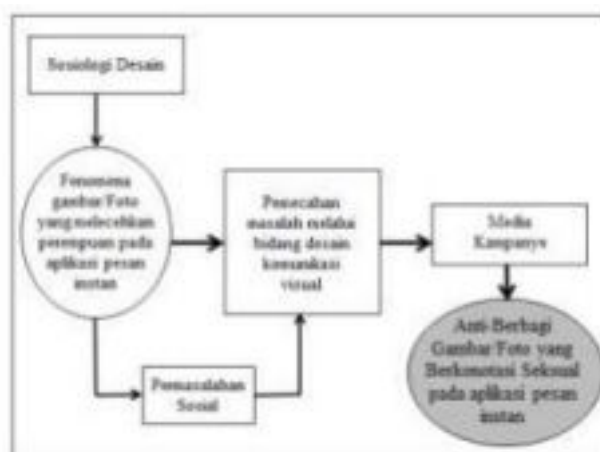 Sosiologi Desain
Fenomena
gambar/Foto
yang melecehkan
perempuan pada
aplikasi pesan
instan
Pemecahan
masalah melalui
bidang desain
komunikasi
visual
Media
Kampanye
Permasalahan
Sosial
Anti-Berbagi
Gambar/Foto yang
Berkonotasi Seksual
pada aplikasi pesan
instan